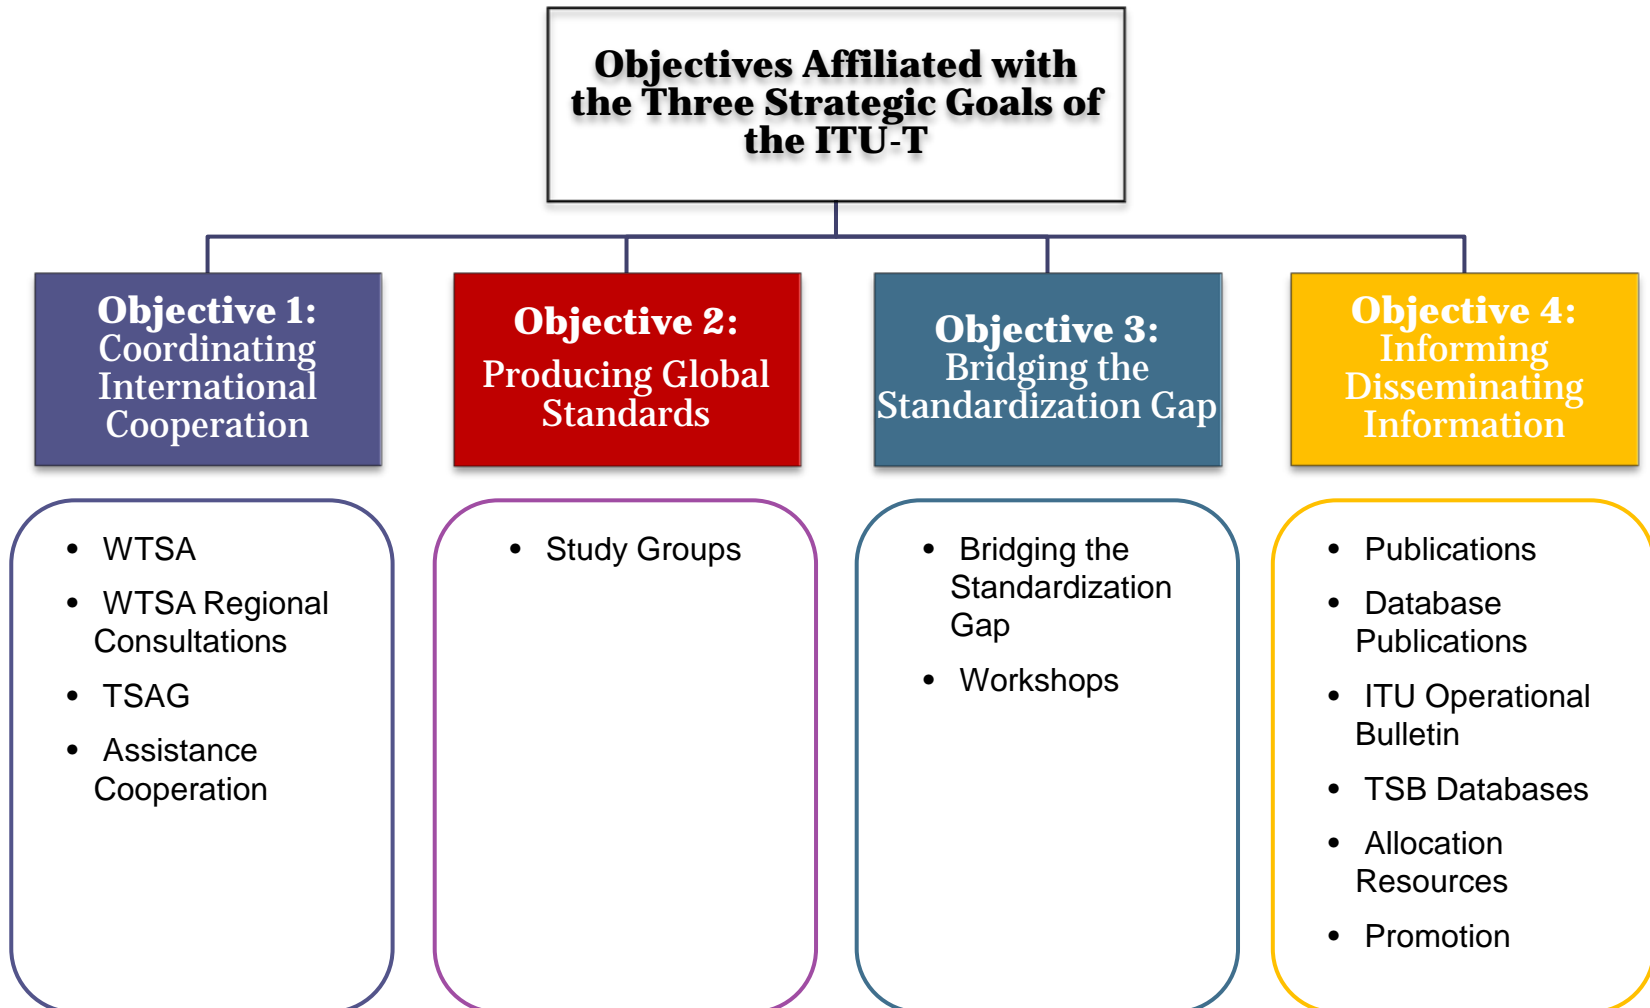 Objectives Affiliated with
the Three Strategic Goals of
the ITU-T
Objective 1:
Coordinating
International
Cooperation
Objective 2:
Producing Global
Standards
Objective 3:
Bridging the
Standardization Gap
Objective 4:
Informing
Disseminating
Information
• WTSA
• WTSA Regional
Consultations
• TSAG
• Assistance
Cooperation
• Study Groups
• Bridging the
Standardization
Gap
• Workshops
• Publications
• Database
Publications
• ITU Operational
Bulletin
• TSB Databases
• Allocation
Resources
• Promotion